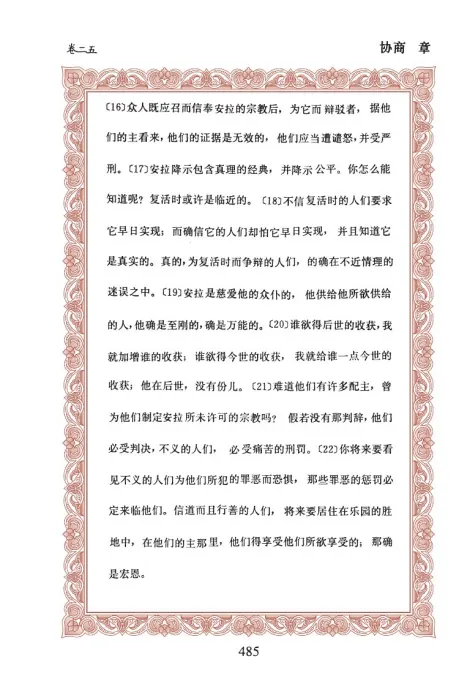 卷二五
协商 章
〔16〕众人既应召而信奉安拉的宗教后，为它而辩驳者，据他
们的主看来，他们的证据是无效的，他们应当遭谴怒，并受严
刑。〔17〕安拉降示包含真理的经典，并降示公平。你怎么能
知道呢？复活时或许是临近的。〔18〕不信复活时的人们要求
它早日实现；而确信它的人们却怕它早日实现，并且知道它
是真实的。真的，为复活时而争辩的人们，的确在不近情理的
迷误之中。〔19〕安拉是慈爱他的众仆的，他供给他所欲供给
的人，他确是至刚的，确是万能的。〔20〕谁欲得后世的收获，我
就加增谁的收获；谁欲得今世的收获，我就给谁一点今世的
收获；他在后世，没有份儿。〔21〕难道他们有许多配主，曾
为他们制定安拉所未许可的宗教吗？假若没有那判辞，他们
必受判决，不义的人们，必受痛苦的刑罚。〔22〕你将来要看
见不义的人们为他们所犯的罪恶而恐惧，那些罪恶的惩罚必
定来临他们。信道而且行善的人们，将来要居住在乐园的胜
地中，在他们的主那里，他们得享受他们所欲享受的；那确
是宏恩。
485